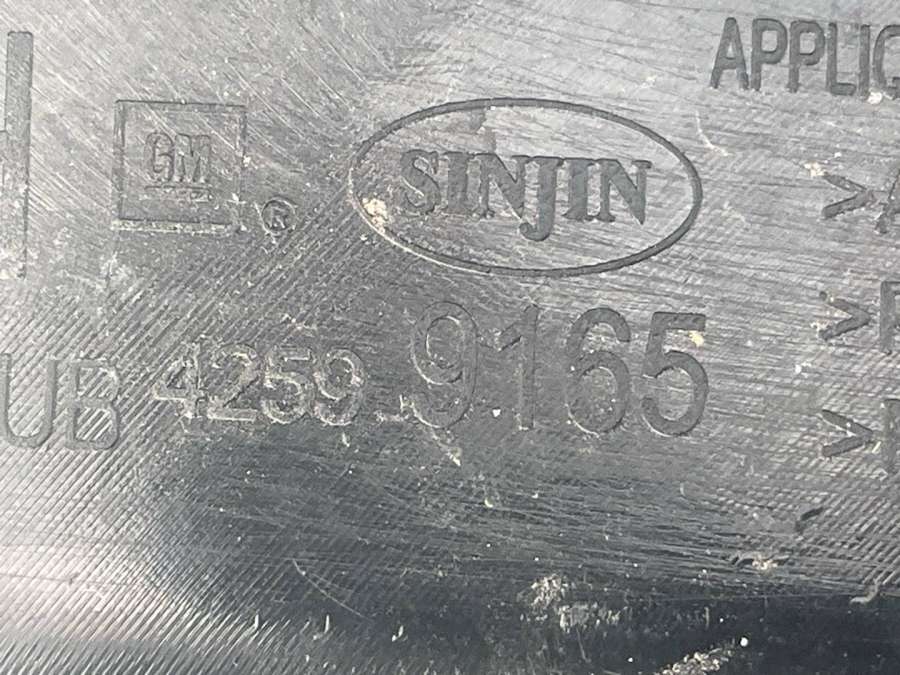 APPLIC
GM ®
SINJIN
UB 4259 9165